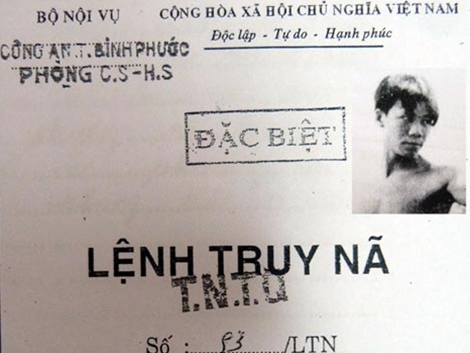 BỘ NỘI VỤ
CỘNG HÒA XÃ HỘI CHỦ NGHĨA VIỆT NAM
Độc lập - Tự do - Hạnh phúc
CÔNG AN.T.BÌNH PHƯỚC
PHÒNG C.S-H.S
ĐẶC BIỆT
LỆNH TRUY NÃ
T.N.T.Q
Số : 93 /LTN